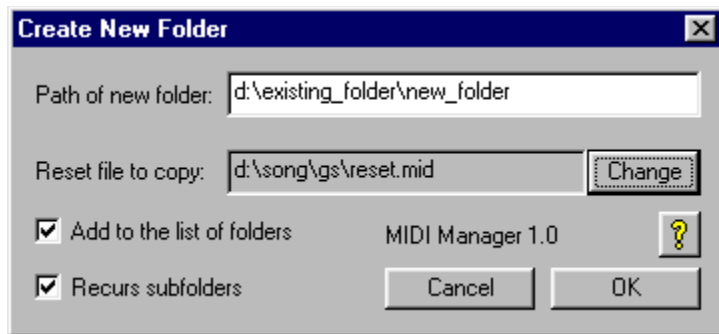 Create New Folder
Path of new folder: d:\existing_folder\new_folder
Reset file to copy: d:\song\gs\reset.mid Change
Add to the list of folders MIDI Manager 1.0 ?
Recurs subfolders Cancel OK